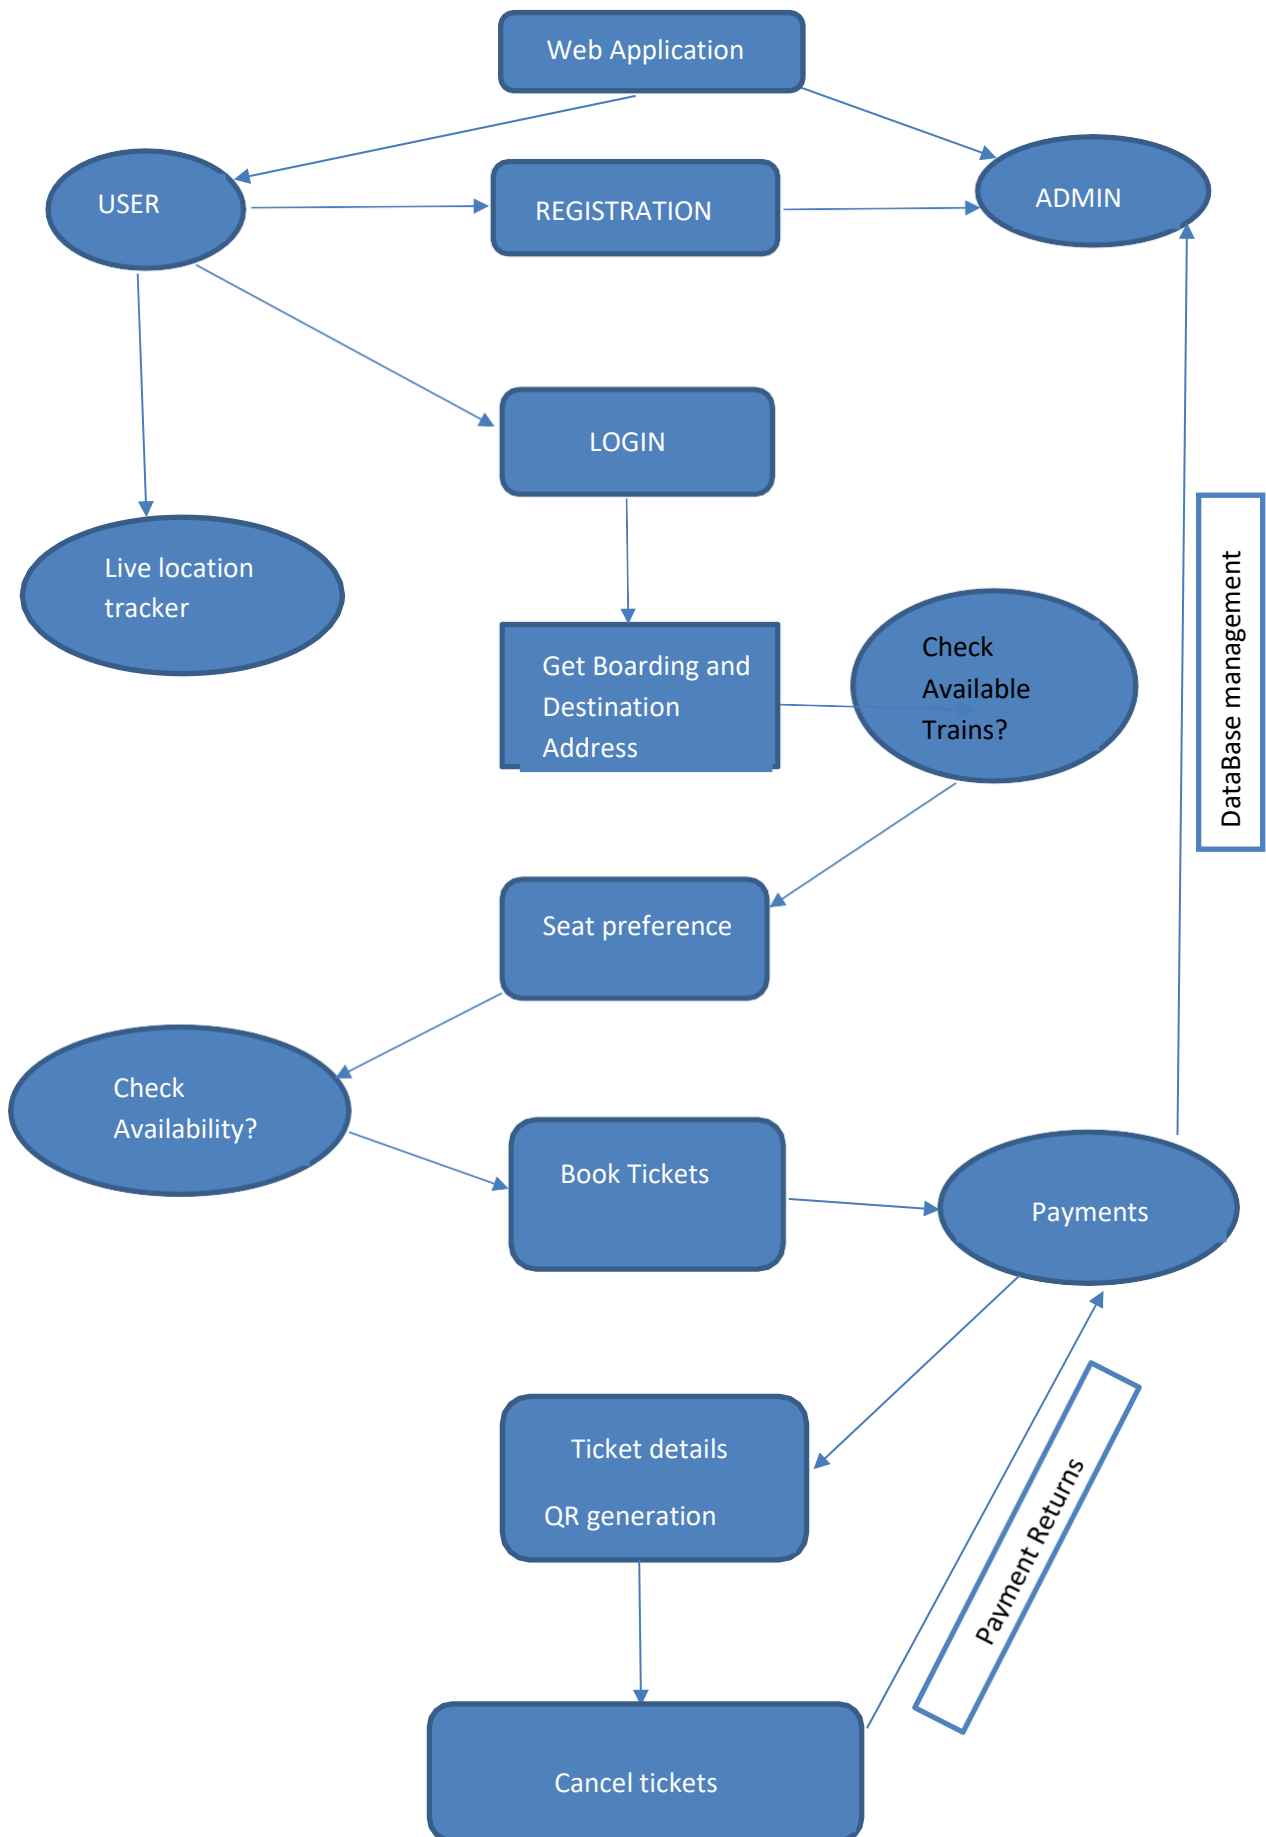 Web Application
USER
REGISTRATION
ADMIN
LOGIN
Live location
tracker
Get Boarding and
Destination
Address
Check
Available
Trains?
DataBase management
Seat preference
Check
Availability?
Book Tickets
Payments
Ticket details
QR generation
Payment Returns
Cancel tickets